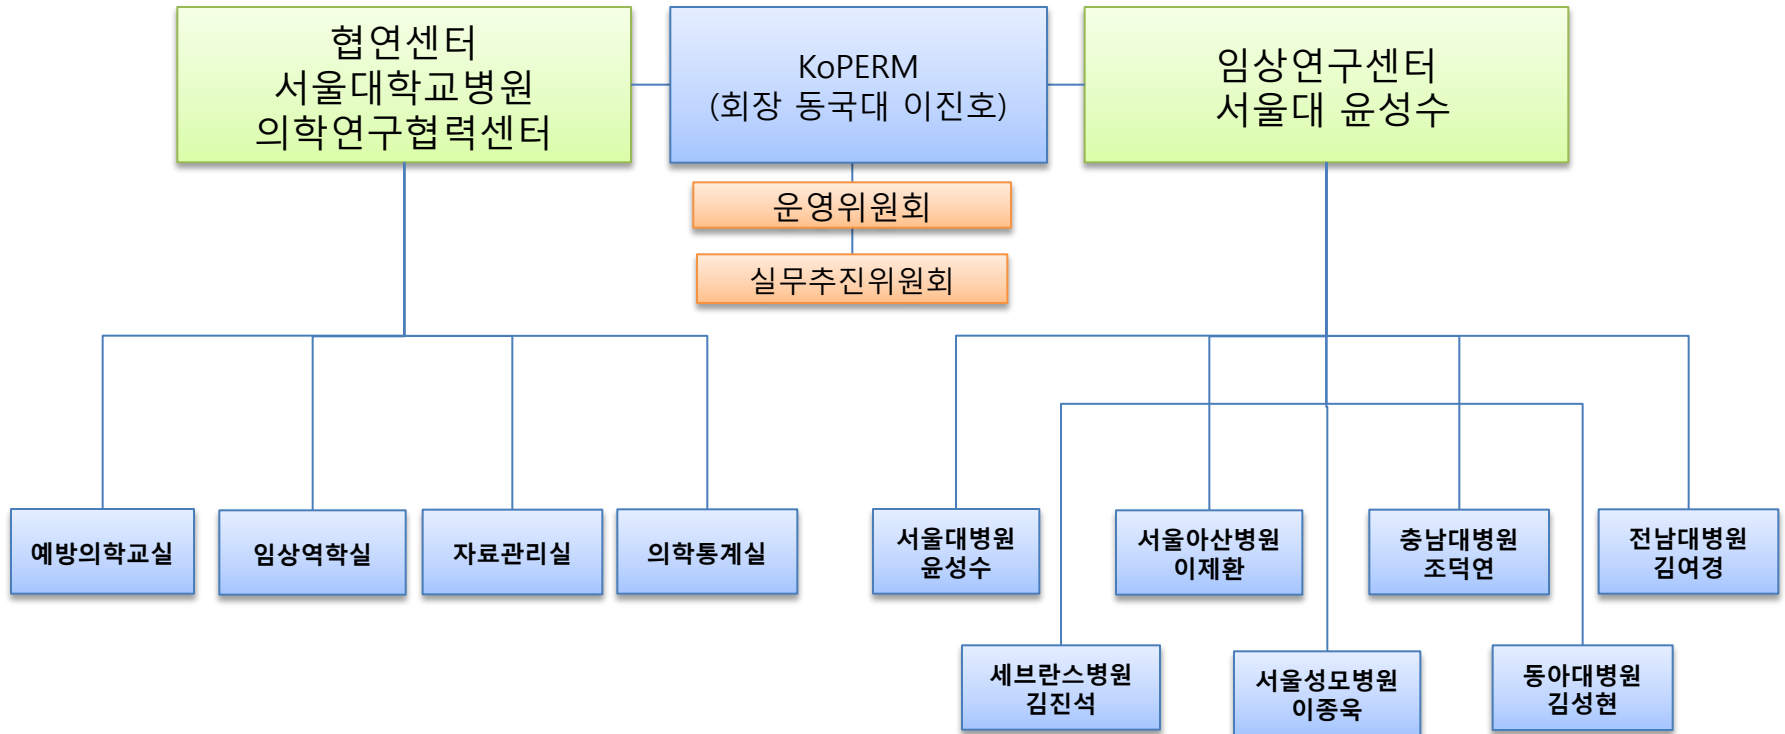 협연센터
서울대학교병원
의학연구협력센터
KoPERM
(회장 동국대 이진호)
임상연구센터
서울대 윤성수
운영위원회
실무추진위원회
예방의학교실
임상역학실
자료관리실
의학통계실
서울대병원
윤성수
서울아산병원
이제환
충남대병원
조덕연
전남대병원
김여경
세브란스병원
김진석
서울성모병원
이종욱
동아대병원
김성현